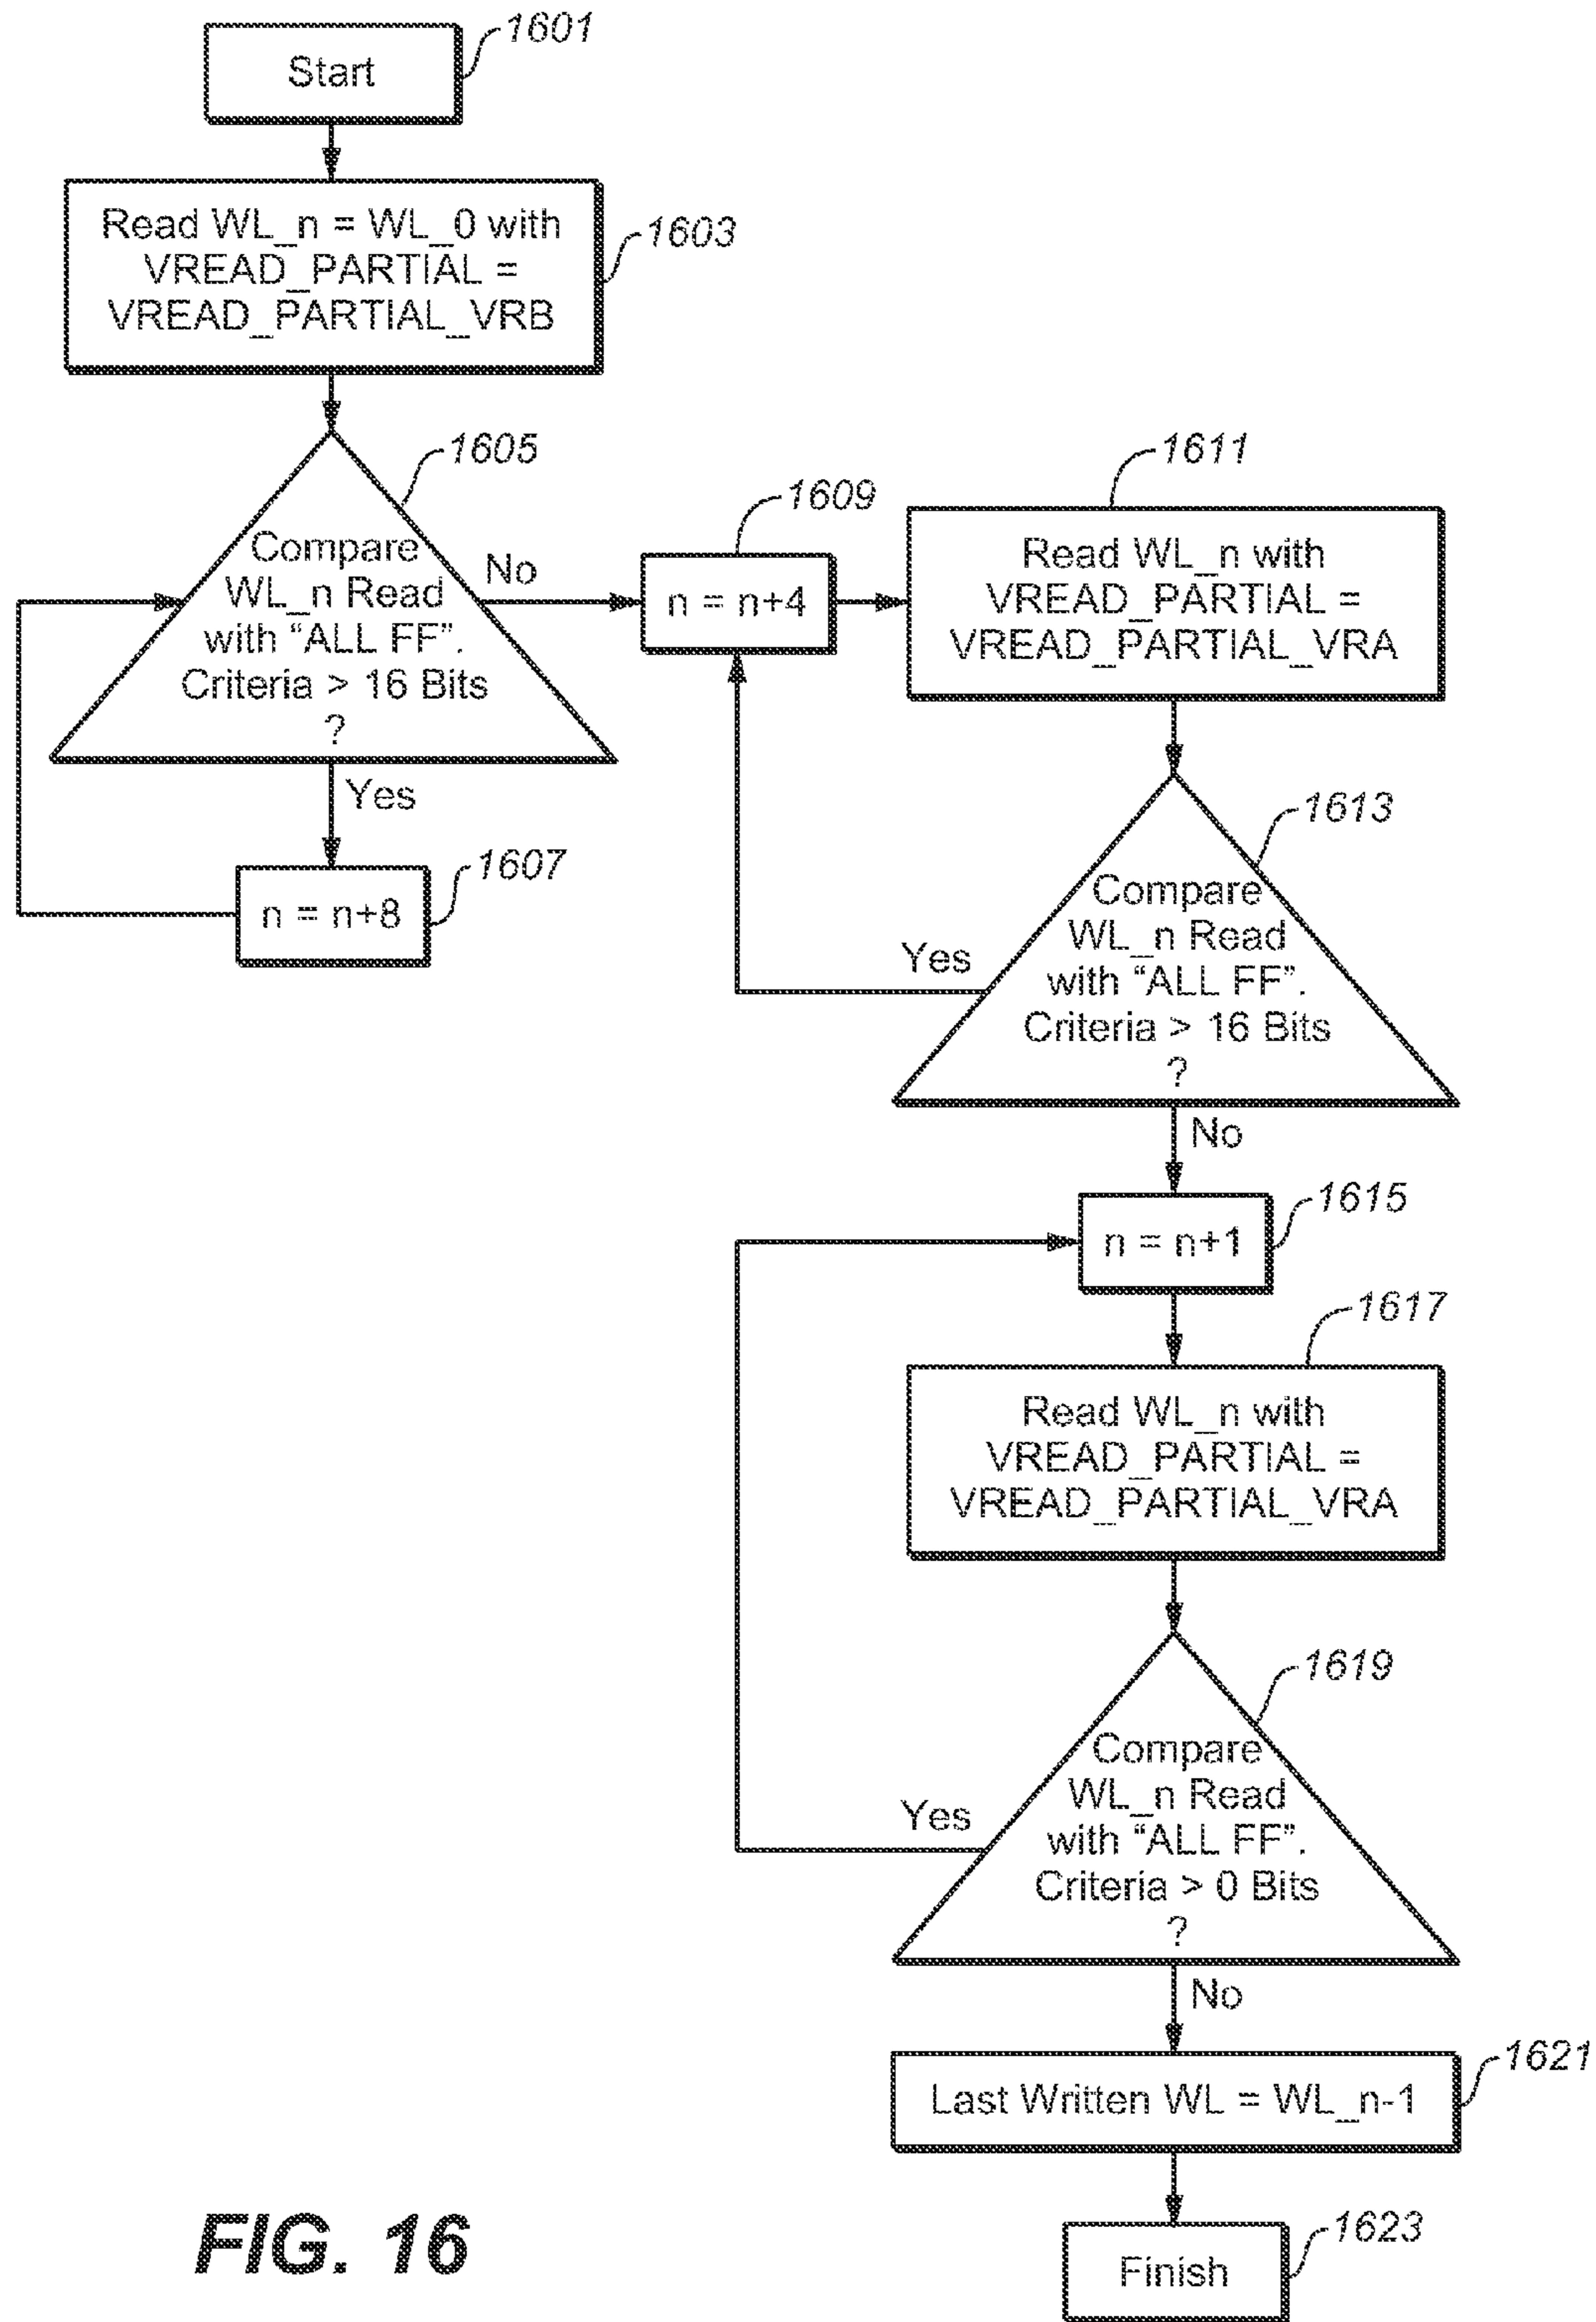 1601
Start
Read WL_n = WL_0 with
VREAD_PARTIAL =
VREAD_PARTIAL_VRB
1603
1605
Compare
WL_n Read
with “ALL FF”.
Criteria > 16 Bits
?
No
Yes
n = n+8
1607
1609
n = n+4
1611
Read WL_n with
VREAD_PARTIAL =
VREAD_PARTIAL_VRA
1613
Compare
WL_n Read
with “ALL FF”.
Criteria > 16 Bits
?
Yes
No
1615
n = n+1
1617
Read WL_n with
VREAD_PARTIAL =
VREAD_PARTIAL_VRA
1619
Compare
WL_n Read
with “ALL FF”.
Criteria > 0 Bits
?
Yes
No
1621
Last Written WL = WL_n-1
1623
Finish
FIG. 16